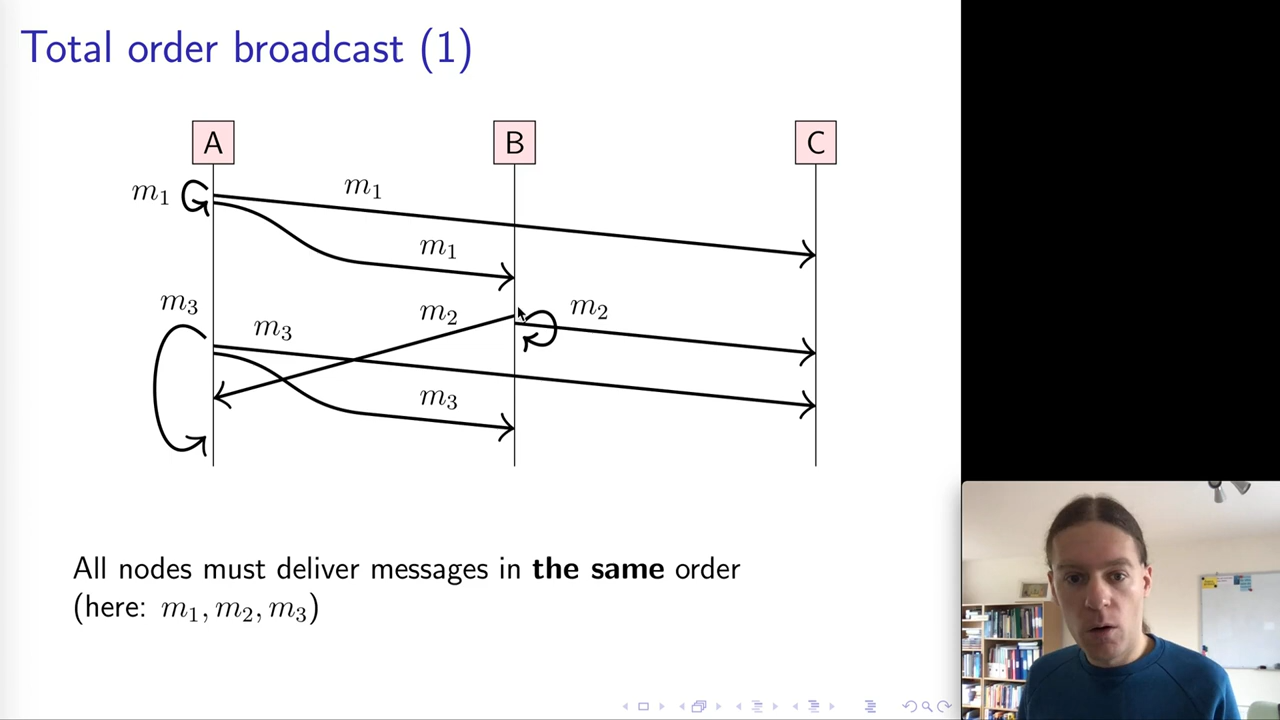 Total order broadcast (1)
A
B
C
m₁
m₁
m₁
m₃
m₃
m₂
m₂
m₃
All nodes must deliver messages in the same order
(here: m₁, m₂, m₃)